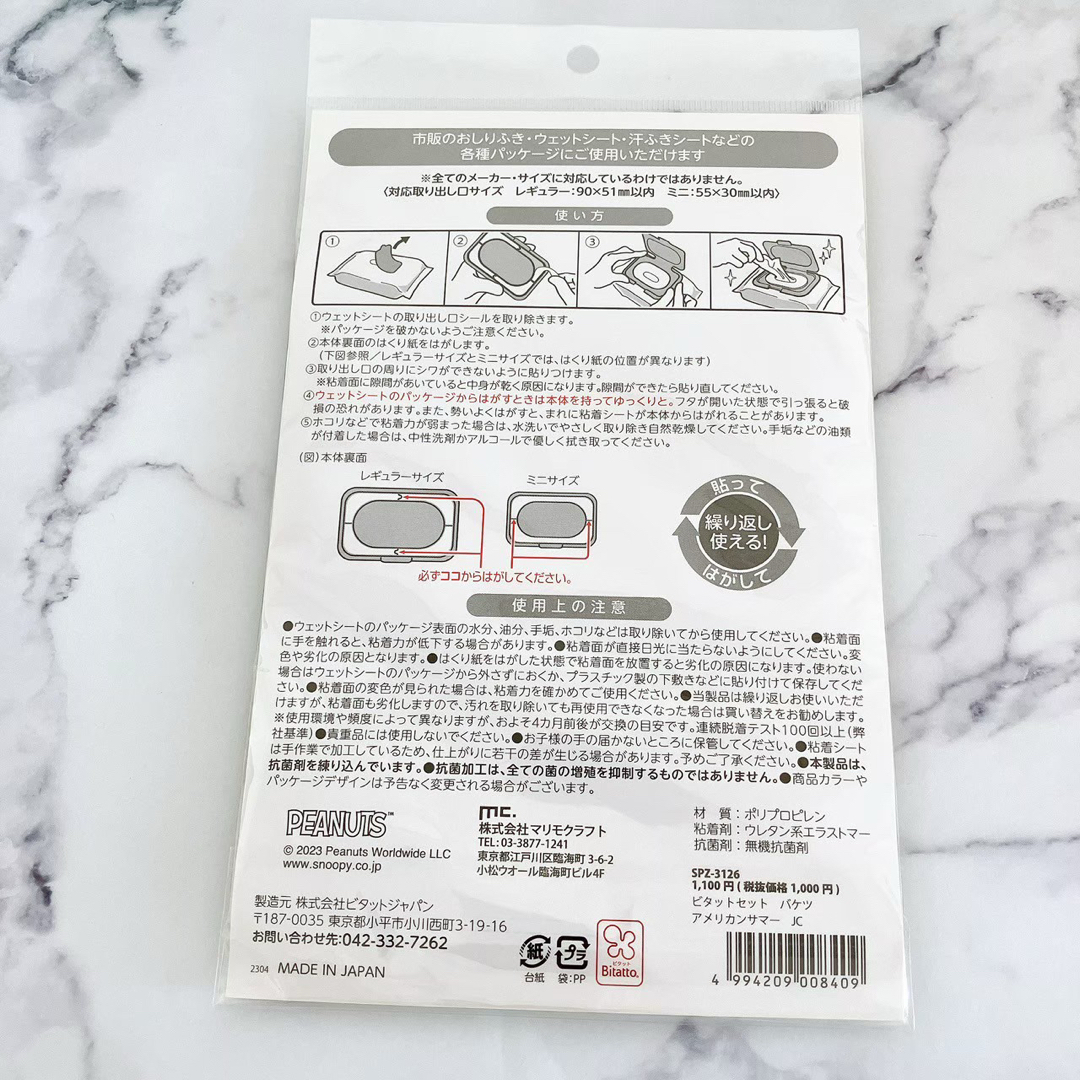 市販のおしりふき・ウェットシート・汗ふきシートなどの
各種パッケージにご使用いただけます
※全てのメーカー・サイズに対応しているわけではありません。
〈対応取り出し口サイズ　レギュラー：90×51㎜以内　ミニ：55×30㎜以内〉
使い方
① ② ③
①ウェットシートの取り出し口シールを取り除きます。
※パッケージを破かないようご注意ください。
②本体裏面のはくり紙をはがします。
（下図参照／レギュラーサイズとミニサイズでは、はくり紙の位置が異なります）
③取り出し口の周りにシワができないように貼りつけます。
※粘着面に隙間があいていると中身が乾く原因になります。隙間ができたら貼り直してください。
④ウェットシートのパッケージからはがすときは本体を持ってゆっくりと。フタが開いた状態で引っ張ると破
損の恐れがあります。また、勢いよくはがすと、まれに粘着シートが本体からはがれることがあります。
⑤ホコリなどで粘着力が弱まった場合は、水洗いでやさしく取り除き自然乾燥してください。手垢などの油類
が付着した場合は、中性洗剤かアルコールで優しく拭き取ってください。
（図）本体裏面
レギュラーサイズ
ミニサイズ
必ずココからはがしてください。
貼って
繰り返し
使える!
はがして
使用上の注意
●ウェットシートのパッケージ表面の水分、油分、手垢、ホコリなどは取り除いてから使用してください。●粘着面
に手を触れると、粘着力が低下する場合があります。●粘着面が直接日光に当たらないようにしてください。変
色や劣化の原因となります。●はくり紙をはがした状態で粘着面を放置すると劣化の原因になります。使わない
場合はウェットシートのパッケージから外さずにおくか、プラスチック製の下敷きなどに貼り付けて保存してくだ
さい。●粘着面の変色が見られた場合は、粘着力を確かめてご使用ください。●当製品は繰り返しお使いいただ
けますが、粘着面も劣化しますので、汚れを取り除いても再使用できなくなった場合は買い替えをお勧めします。
※使用環境や頻度によって異なりますが、およそ4カ月前後が交換の目安です。連続脱着テスト100回以上（弊
社基準）●貴重品には使用しないでください。●お子様の手の届かないところに保管してください。●粘着シート
は手作業で加工しているため、仕上がりに若干の差が生じる場合があります。予めご了承ください。●本製品は、
抗菌剤を練り込んでいます。●抗菌加工は、全ての菌の増殖を抑制するものではありません。●商品カラーや
パッケージデザインは予告なく変更される場合がございます。
PEANUTS™
© 2023 Peanuts Worldwide LLC
www.snoopy.co.jp
mc.
株式会社マリモクラフト
TEL：03-3877-1241
東京都江戸川区臨海町3-6-2
小松ウオール臨海町ビル4F
材　質：ポリプロピレン
粘着剤：ウレタン系エラストマー
抗菌剤：無機抗菌剤
SPZ-3126
1,100円（税抜価格1,000円）
ビタットセット　バケツ
アメリカンサマー　JC
製造元 株式会社ビタットジャパン
〒187-0035 東京都小平市小川西町3-19-16
お問い合わせ先：042-332-7262
2304 MADE IN JAPAN
紙
台紙
プラ
袋：PP
ビタット
Bitatto®
4 994209 008409